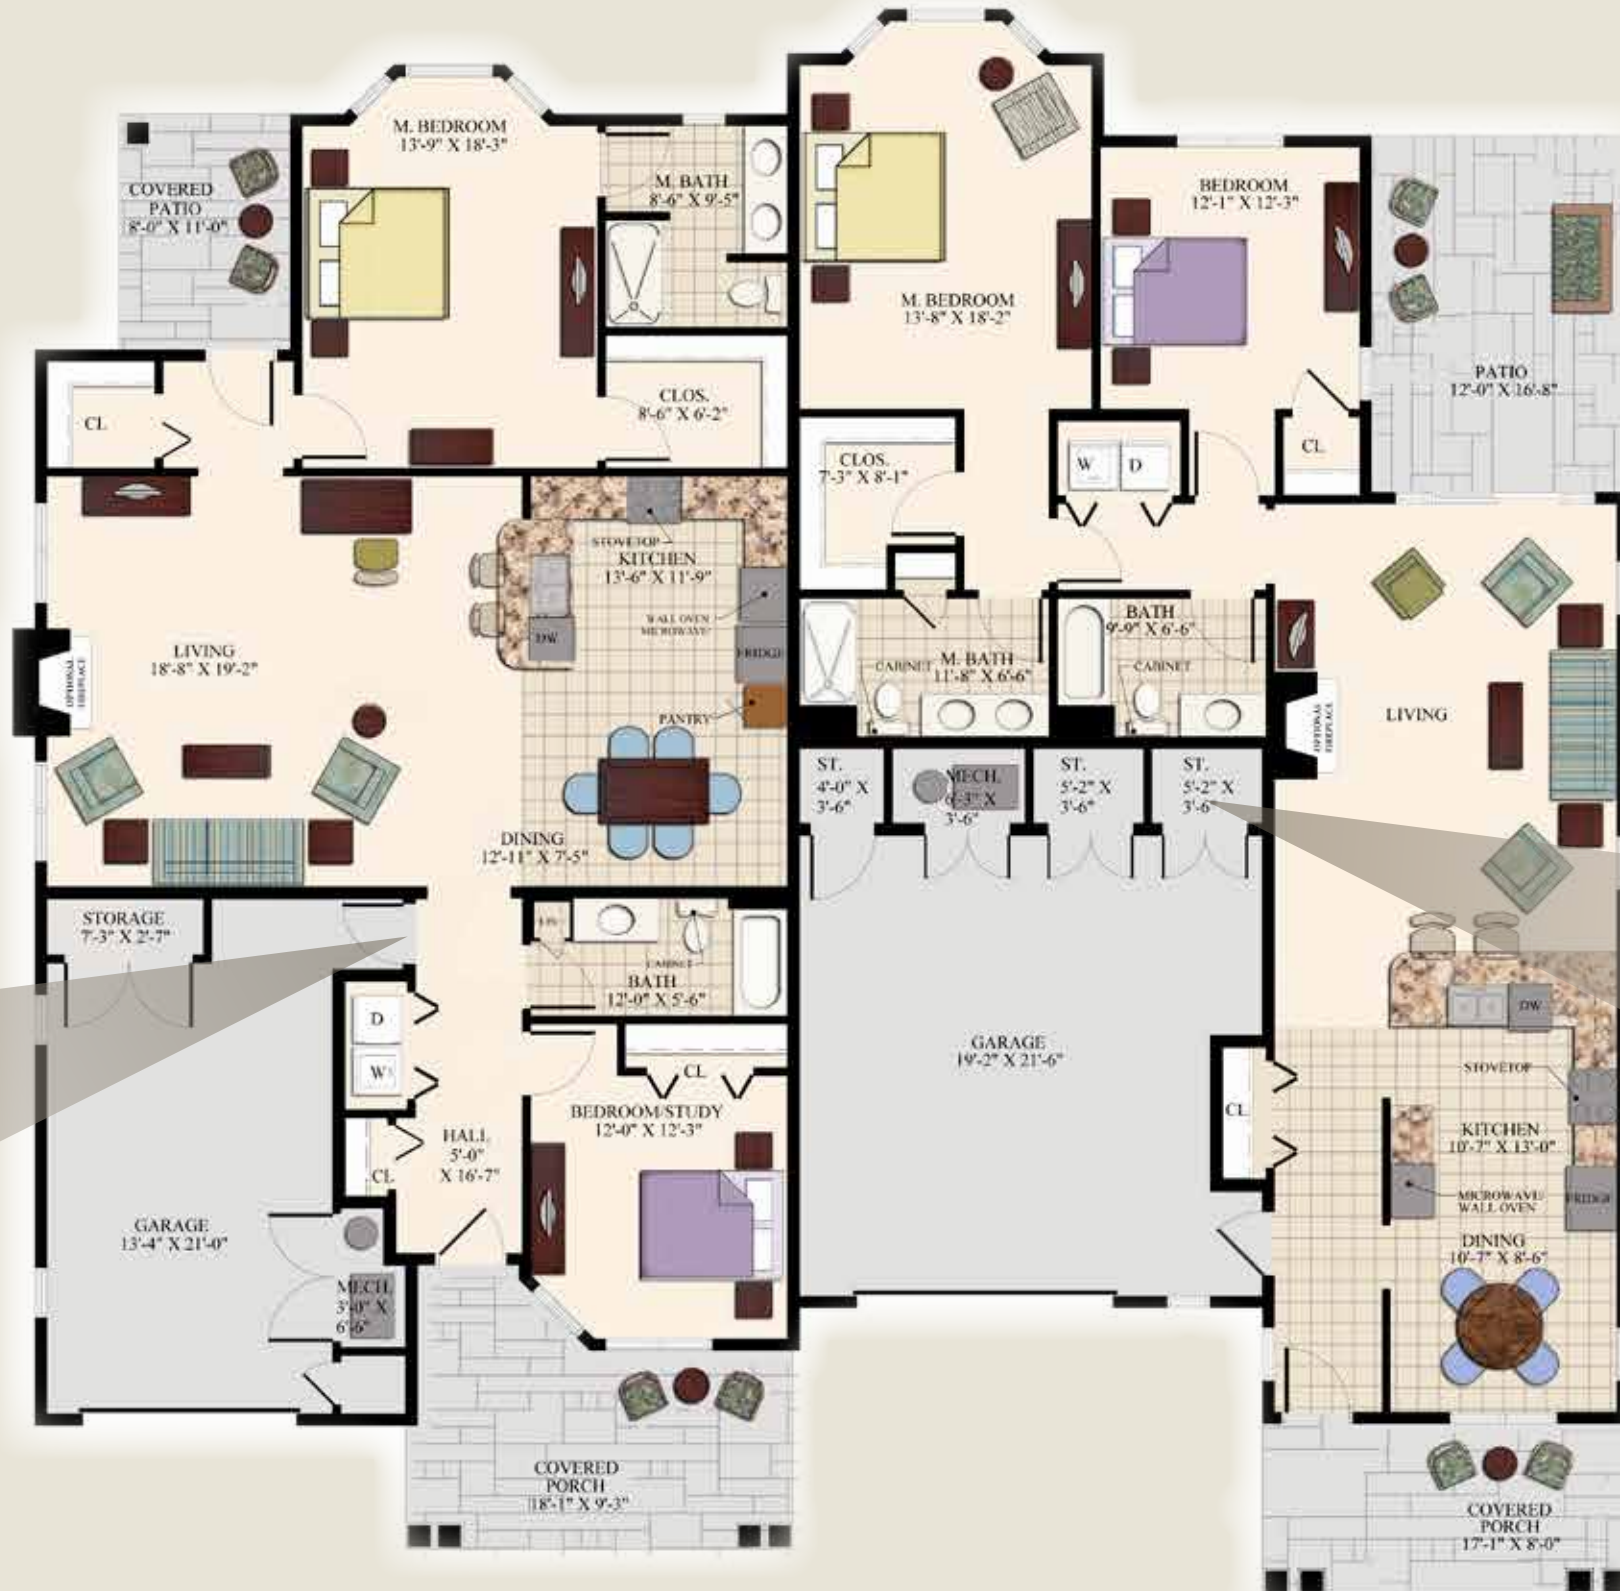 M. BEDROOM
13'-9" X 18'-3"
M. BATH
8'-6" X 9'-5"
COVERED
PATIO
8'-0" X 11'-0"
CLOS.
8'-6" X 6'-2"
CL
STOVETOP
KITCHEN
13'-6" X 11'-9"
WALL OVEN
MICROWAVE/
DW
FRIDGE
PANTRY
LIVING
18'-8" X 19'-2"
OPTIONAL
FIREPLACE
DINING
12'-11" X 7'-5"
STORAGE
7'-3" X 2'-7"
CABINET
BATH
12'-0" X 5'-6"
D
W
CL
CL
BEDROOM/STUDY
12'-0" X 12'-3"
HALL
5'-0"
X 16'-7"
GARAGE
13'-4" X 21'-0"
MECH.
3'-0" X
6'-6"
COVERED
PORCH
18'-1" X 9'-3"
M. BEDROOM
13'-8" X 18'-2"
BEDROOM
12'-1" X 12'-3"
PATIO
12'-0" X 16'-8"
CLOS.
7'-3" X 8'-1"
W
D
CL
CABINET
M. BATH
11'-8" X 6'-6"
BATH
9'-9" X 6'-6"
CABINET
LIVING
OPTIONAL
FIREPLACE
ST.
4'-0" X
3'-6"
MECH.
6'-3" X
3'-6"
ST.
5'-2" X
3'-6"
ST.
5'-2" X
3'-6"
GARAGE
19'-2" X 21'-6"
DW
STOVETOP
CL
KITCHEN
10'-7" X 13'-0"
MICROWAVE/
WALL OVEN
FRIDGE
DINING
10'-7" X 8'-6"
COVERED
PORCH
17'-1" X 8'-0"